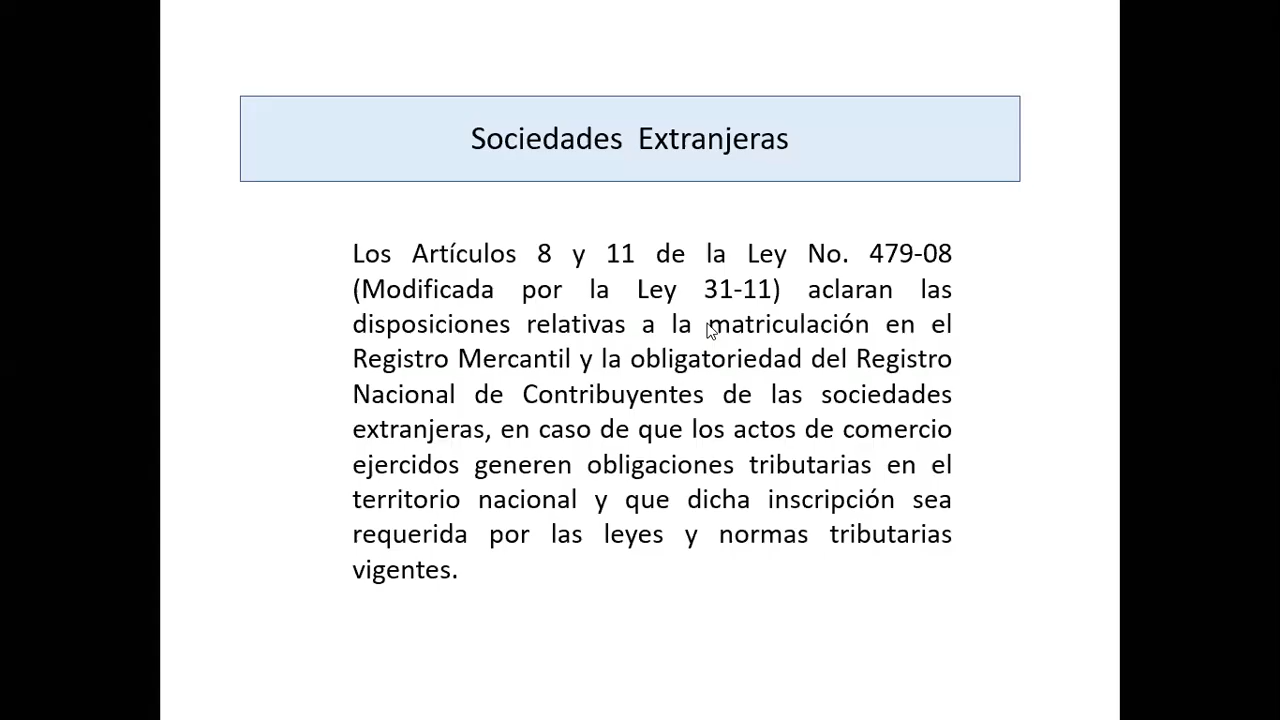 Sociedades Extranjeras
Los Artículos 8 y 11 de la Ley No. 479-08
(Modificada por la Ley 31-11) aclaran las
disposiciones relativas a la matriculación en el
Registro Mercantil y la obligatoriedad del Registro
Nacional de Contribuyentes de las sociedades
extranjeras, en caso de que los actos de comercio
ejercidos generen obligaciones tributarias en el
territorio nacional y que dicha inscripción sea
requerida por las leyes y normas tributarias
vigentes.